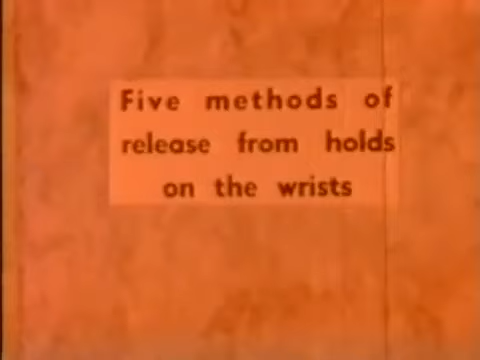 Five methods of
release from holds
on the wrists